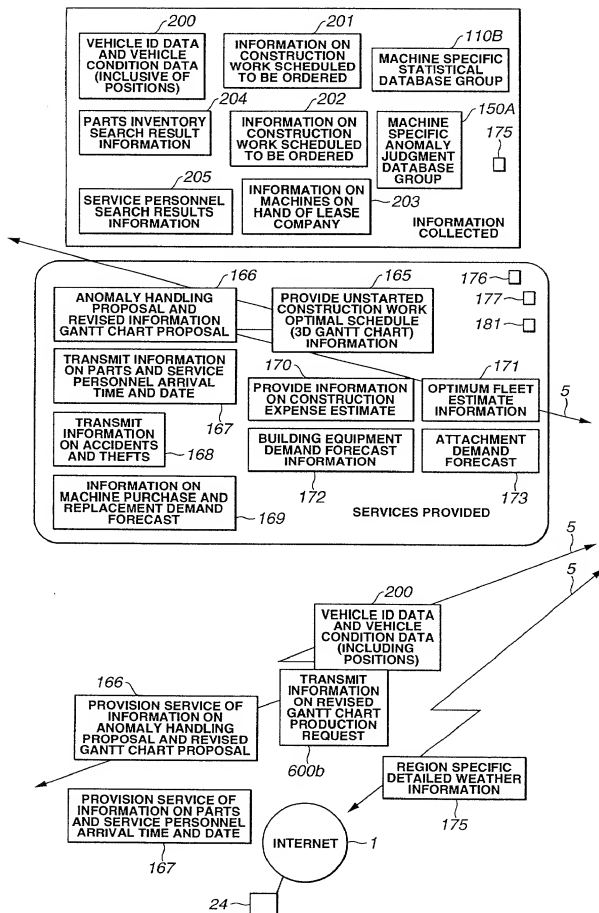 200
201
110B
VEHICLE ID DATA
AND VEHICLE
CONDITION DATA
(INCLUSIVE OF
POSITIONS)
INFORMATION ON
CONSTRUCTION
WORK SCHEDULED
TO BE ORDERED
MACHINE SPECIFIC
STATISTICAL
DATABASE GROUP
204
202
150A
PARTS INVENTORY
SEARCH RESULT
INFORMATION
INFORMATION ON
CONSTRUCTION
WORK SCHEDULED
TO BE ORDERED
MACHINE
SPECIFIC
ANOMALY
JUDGMENT
DATABASE
GROUP
175
205
SERVICE PERSONNEL
SEARCH RESULTS
INFORMATION
INFORMATION ON
MACHINES ON
HAND OF LEASE
COMPANY
203
INFORMATION
COLLECTED
166
165
176
177
181
ANOMALY HANDLING
PROPOSAL AND
REVISED INFORMATION
GANTT CHART PROPOSAL
PROVIDE UNSTARTED
CONSTRUCTION WORK
OPTIMAL SCHEDULE
(3D GANTT CHART)
INFORMATION
TRANSMIT INFORMATION
ON PARTS AND SERVICE
PERSONNEL ARRIVAL
TIME AND DATE
167
170
PROVIDE INFORMATION
ON CONSTRUCTION
EXPENSE ESTIMATE
171
OPTIMUM FLEET
ESTIMATE
INFORMATION
5
TRANSMIT
INFORMATION
ON ACCIDENTS
AND THEFTS
168
BUILDING EQUIPMENT
DEMAND FORECAST
INFORMATION
172
ATTACHMENT
DEMAND
FORECAST
173
INFORMATION
ON MACHINE
PURCHASE AND
REPLACEMENT DEMAND
FORECAST
169
SERVICES PROVIDED
5
5
200
VEHICLE ID DATA
AND VEHICLE
CONDITION DATA
(INCLUDING
POSITIONS)
166
PROVISION SERVICE OF
INFORMATION ON
ANOMALY HANDLING
PROPOSAL AND REVISED
GANTT CHART PROPOSAL
TRANSMIT
INFORMATION
ON REVISED
GANTT CHART
PRODUCTION
REQUEST
600b
REGION SPECIFIC
DETAILED WEATHER
INFORMATION
175
PROVISION SERVICE OF
INFORMATION ON PARTS
AND SERVICE PERSONNEL
ARRIVAL TIME AND DATE
167
INTERNET
1
24